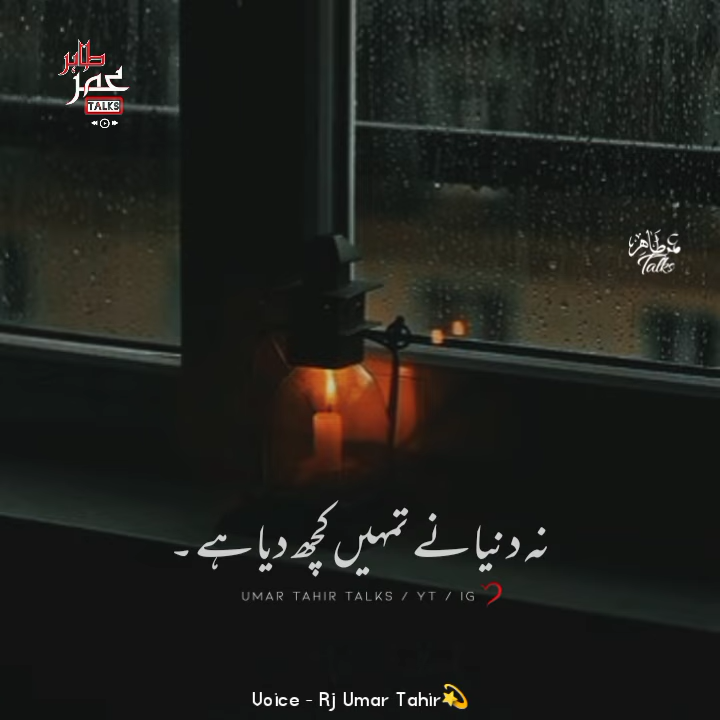 طاہر
عمر
TALKS
عمر طاہر
Talks
نہ دنیا نے تمہیں کچھ دیا ہے ۔
UMAR TAHIR TALKS / YT / IG
Voice - Rj Umar Tahir💫